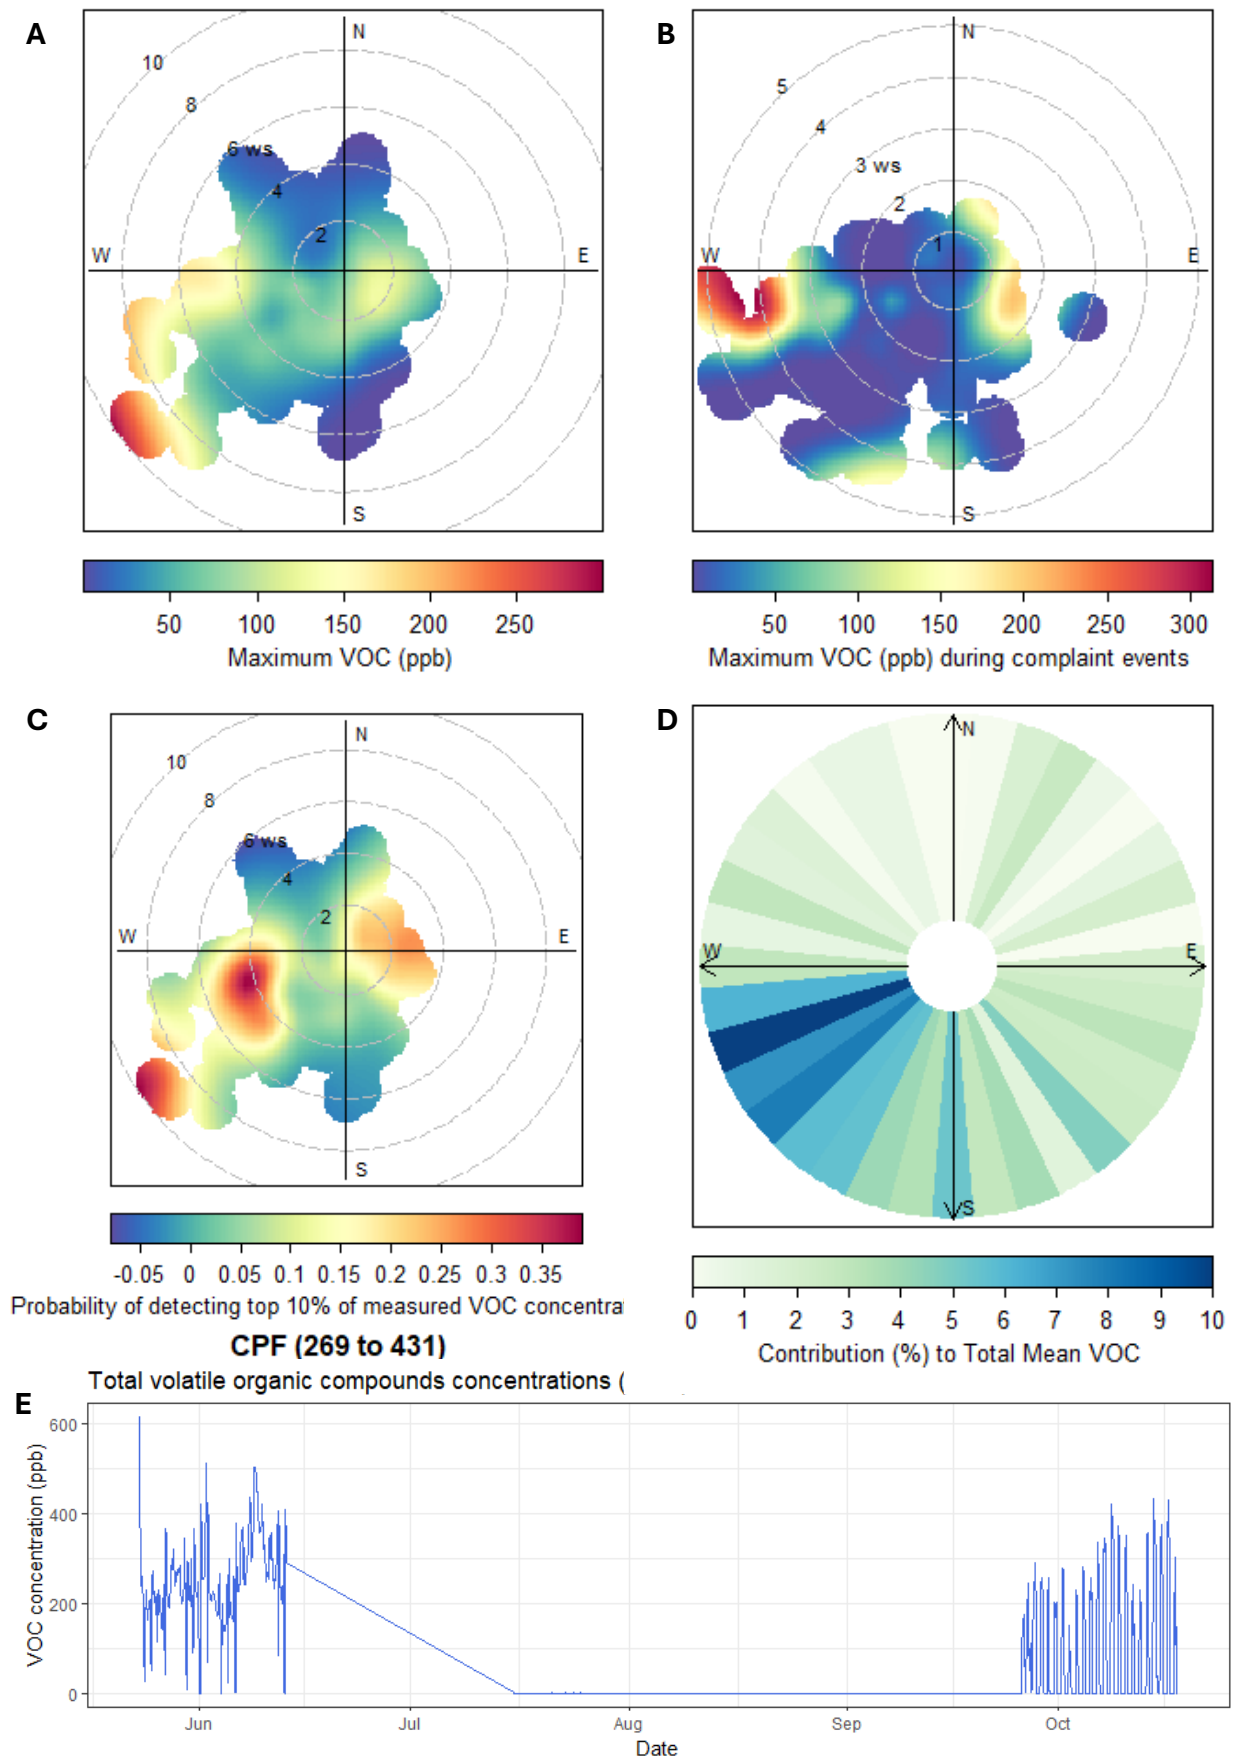 A
N
10
8
6 ws
4
2
W
E
S
50 100 150 200 250
Maximum VOC (ppb)
B
N
5
4
3 ws
2
1
W
E
S
50 100 150 200 250 300
Maximum VOC (ppb) during complaint events
C
N
10
8
6 ws
4
2
W
E
S
-0.05 0 0.05 0.1 0.15 0.2 0.25 0.3 0.35
Probability of detecting top 10% of measured VOC concentra
CPF (269 to 431)
D
N
W
E
S
0 1 2 3 4 5 6 7 8 9 10
Contribution (%) to Total Mean VOC
Total volatile organic compounds concentrations (
E
VOC concentration (ppb)
600
400
200
0
Jun Jul Aug Sep Oct
Date